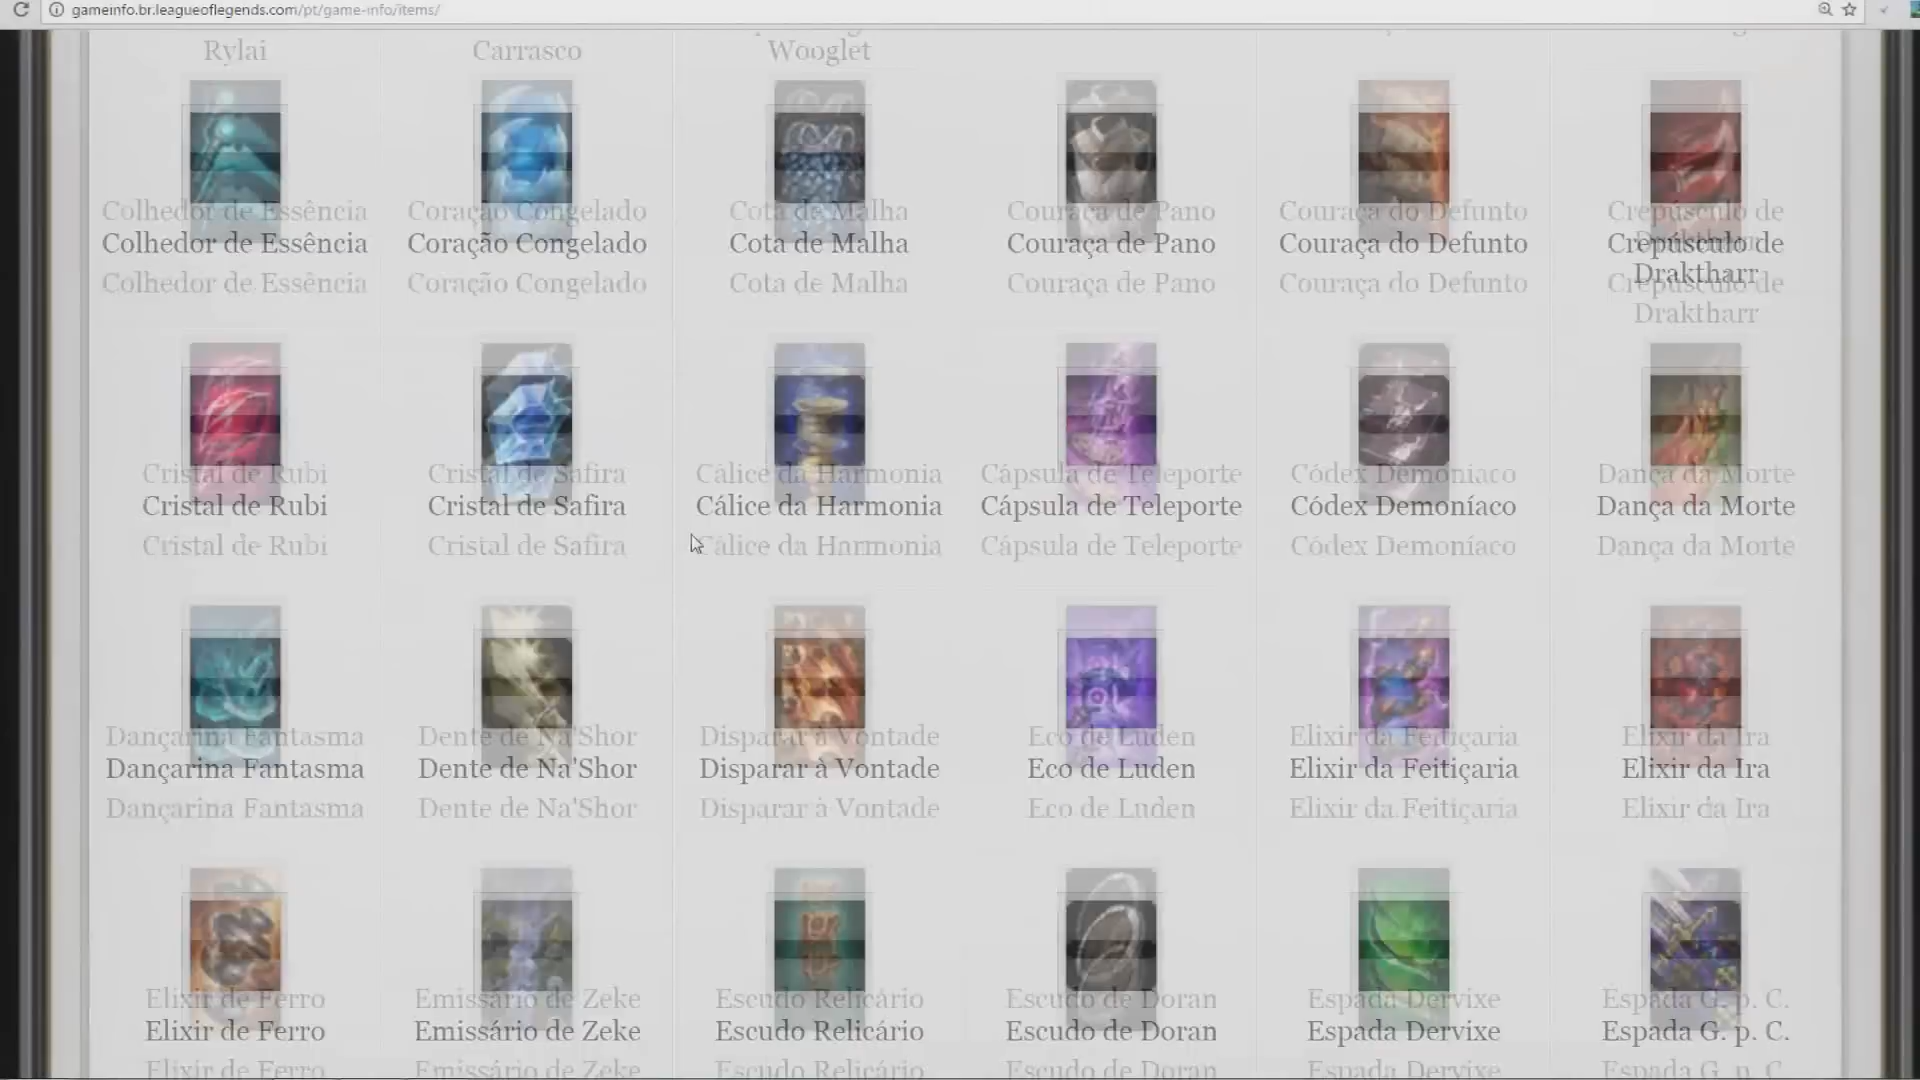 gameinfo.br.leagueoflegends.com/pt/game-info/items/
Rylai Carrasco Wooglet
Colhedor de Essência Coração Congelado Cota de Malha Couraça de Pano Couraça do Defunto Crepúsculo de
Draktharr
Cristal de Rubi Cristal de Safira Cálice da Harmonia Cápsula de Teleporte Códex Demoníaco Dança da Morte
Dançarina Fantasma Dente de Na'Shor Disparar à Vontade Eco de Luden Elixir da Feitiçaria Elixir da Ira
Elixir de Ferro Emissário de Zeke Escudo Relicário Escudo de Doran Espada Dervixe Espada G. p. C.